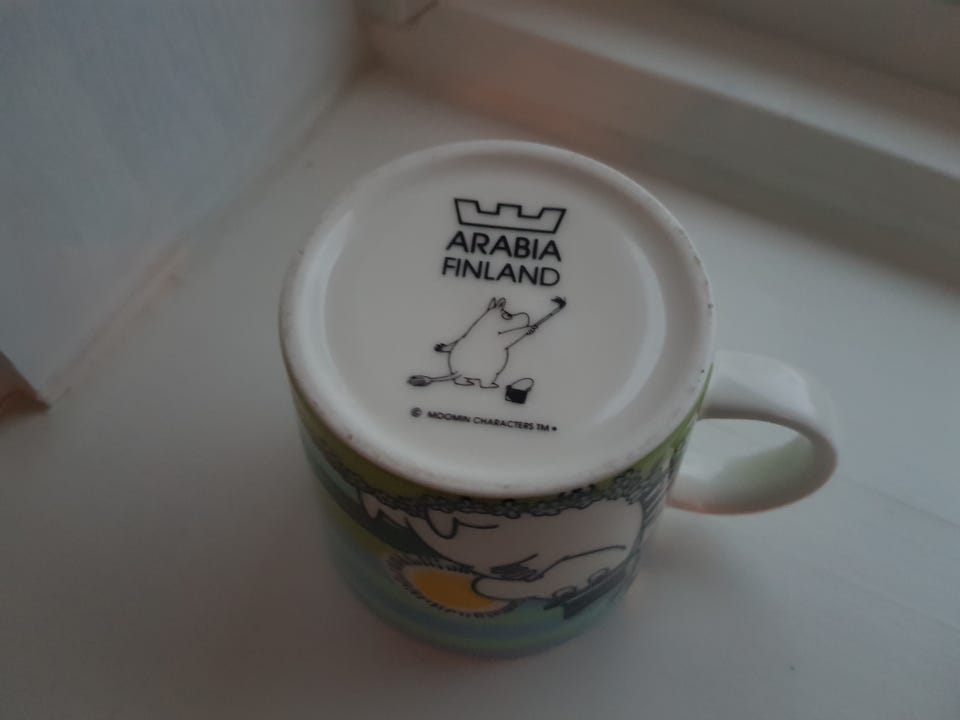 ARABIA
FINLAND
© MOOMIN CHARACTERS TM •